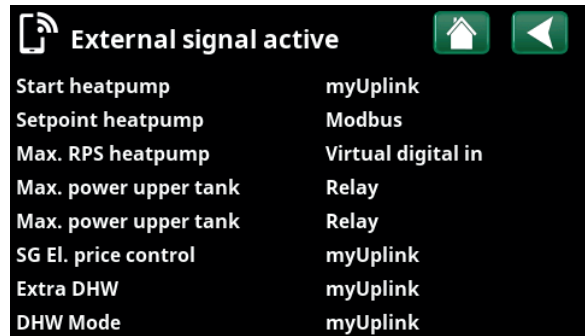 External signal active
Start heatpump myUplink
Setpoint heatpump Modbus
Max. RPS heatpump Virtual digital in
Max. power upper tank Relay
Max. power upper tank Relay
SG El. price control myUplink
Extra DHW myUplink
DHW Mode myUplink